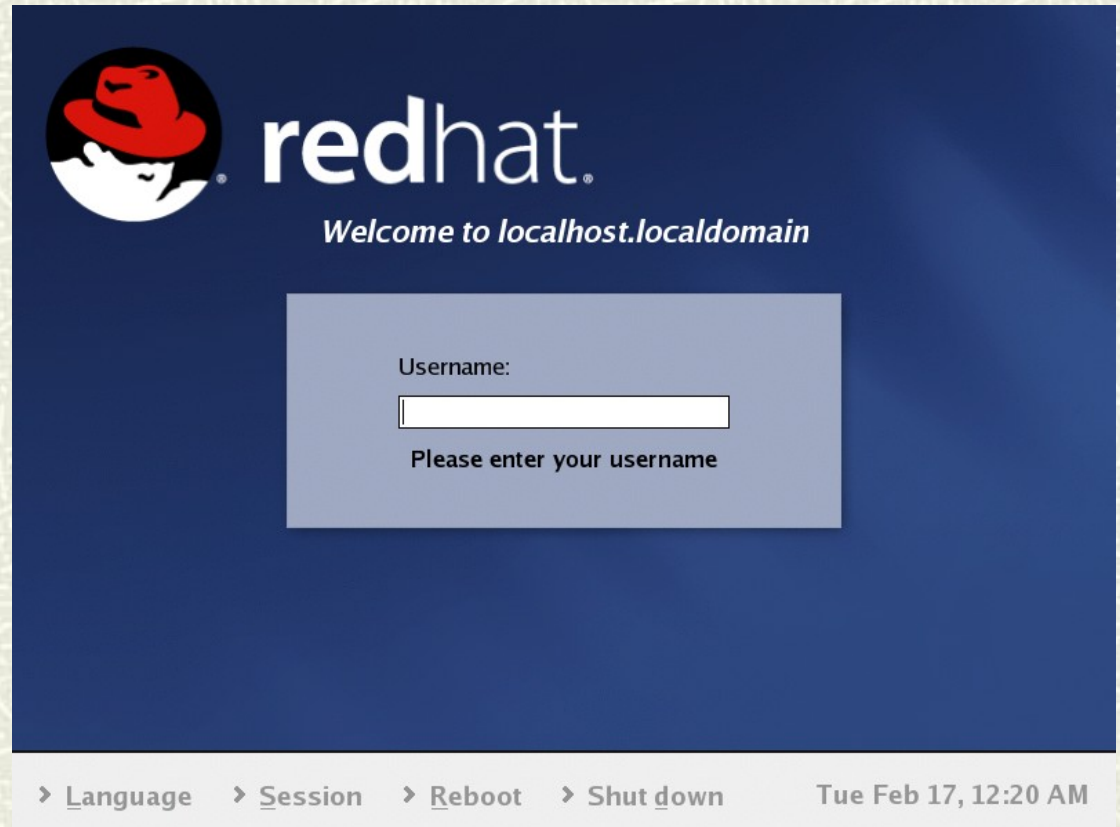 redhat.
Welcome to localhost.localdomain
Username:
Please enter your username
Language Session Reboot Shut down Tue Feb 17, 12:20 AM